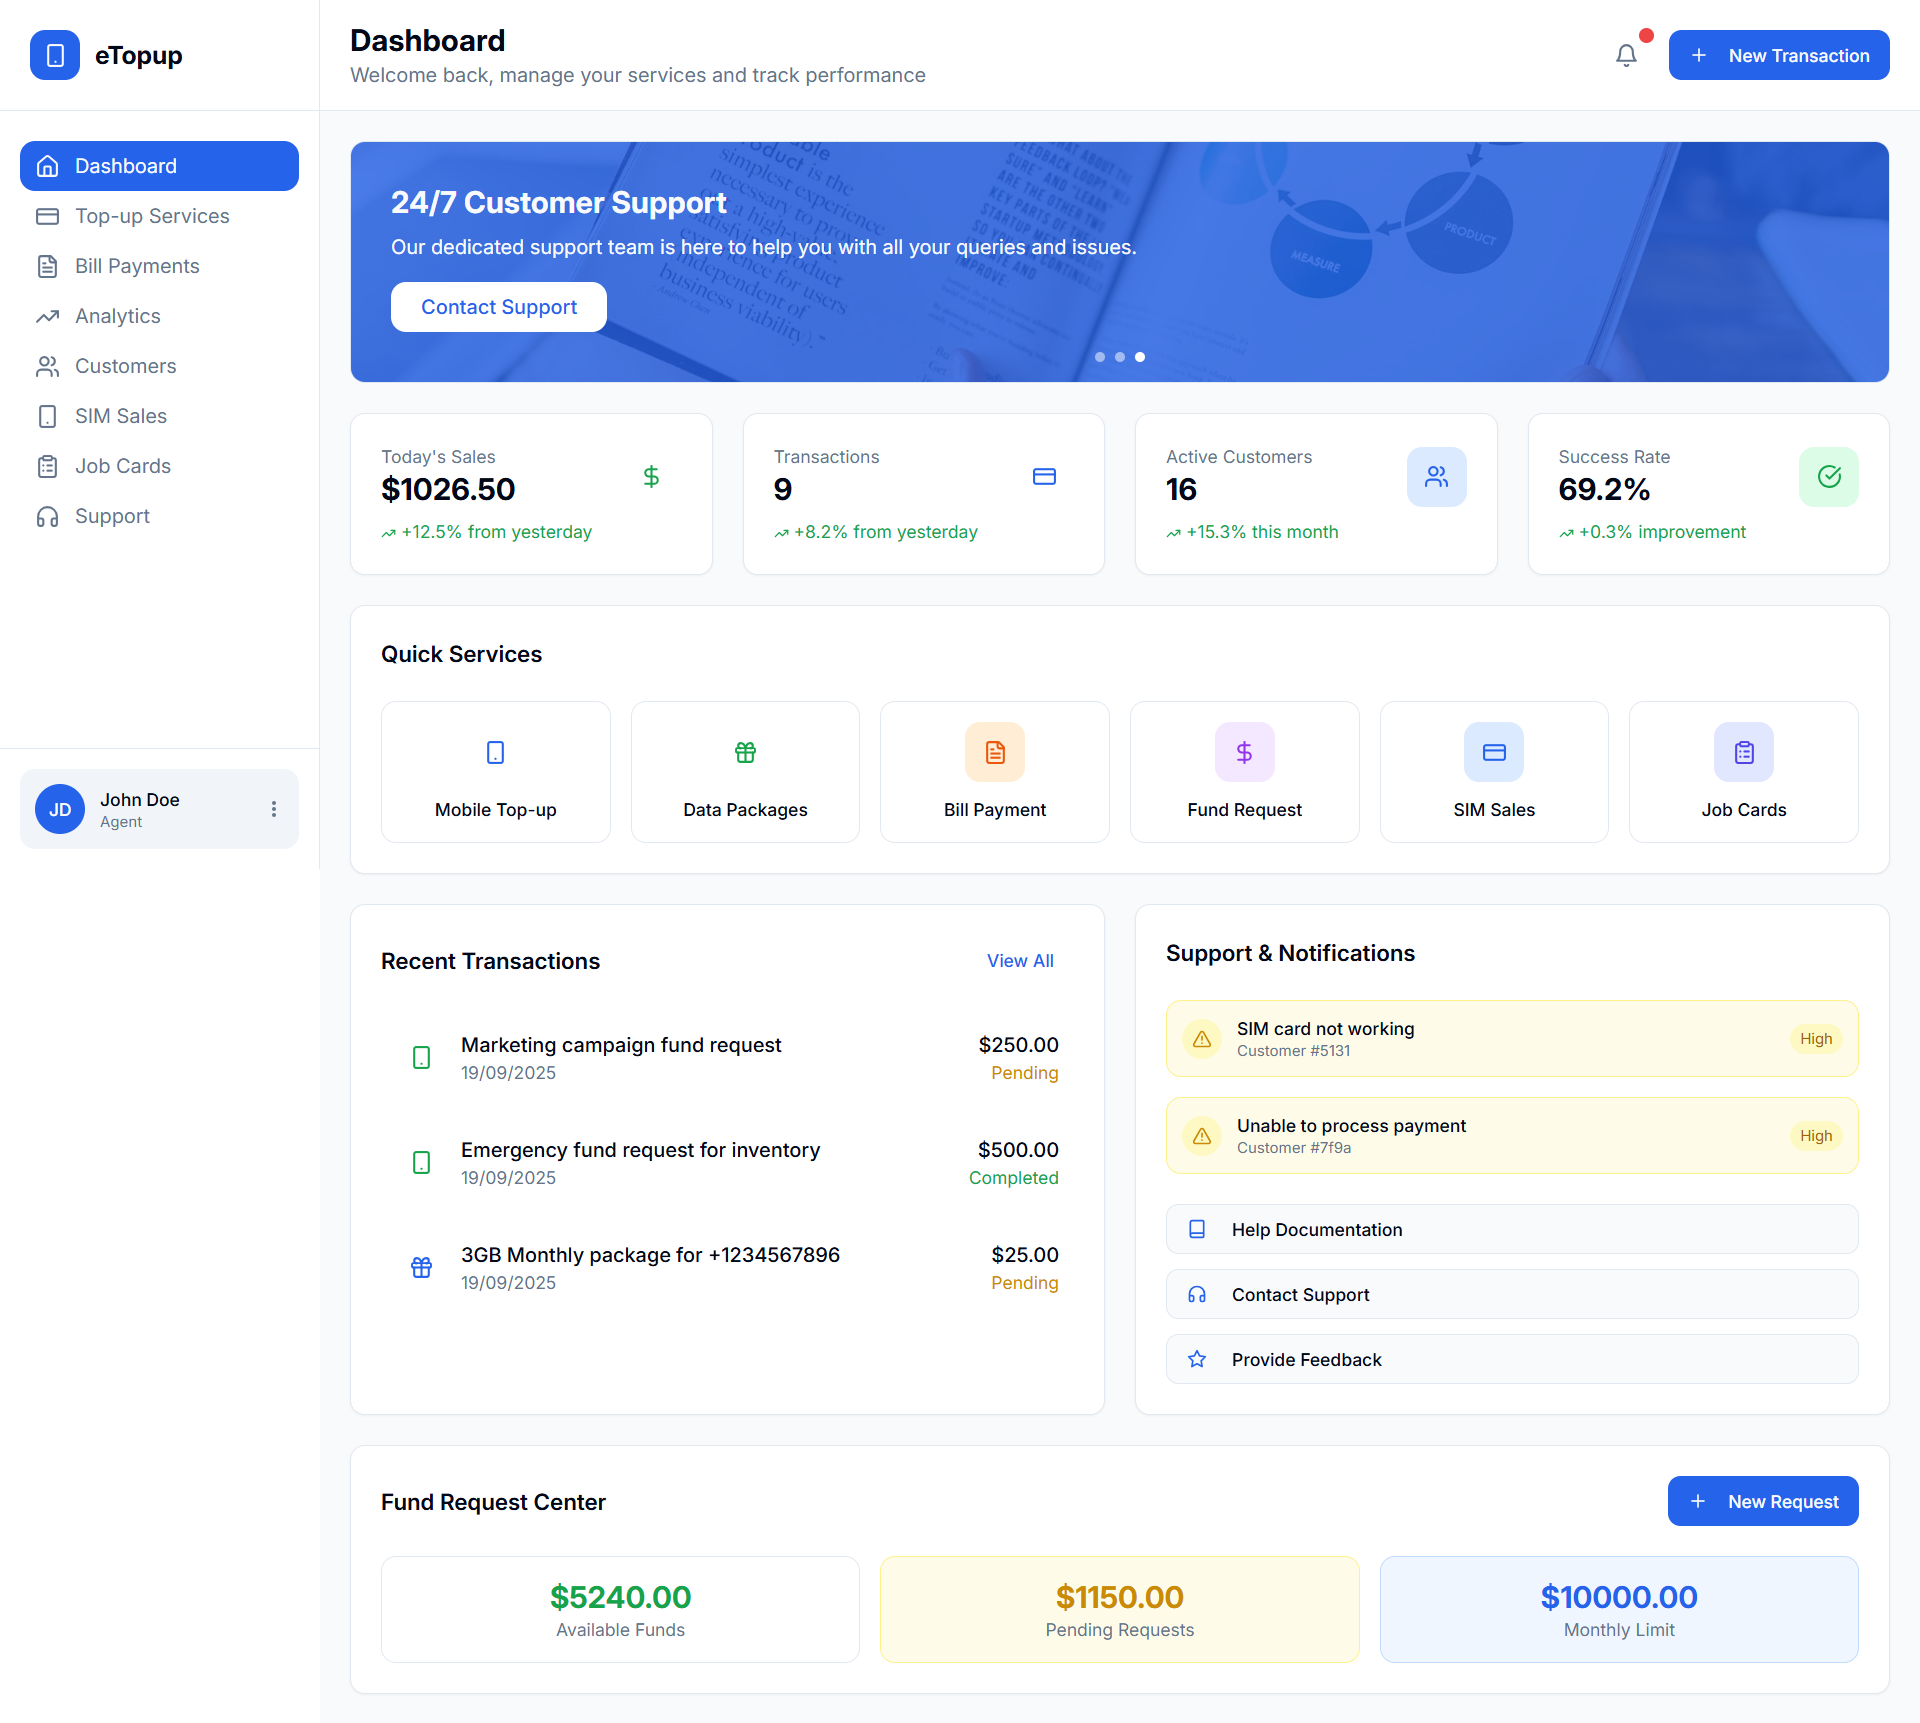 eTopup
Dashboard
Welcome back, manage your services and track performance
New Transaction
Dashboard
Top-up Services
Bill Payments
Analytics
Customers
SIM Sales
Job Cards
Support
JD
John Doe
Agent
24/7 Customer Support
Our dedicated support team is here to help you with all your queries and issues.
Contact Support
MEASURE
PRODUCT
Today's Sales
$1026.50
+12.5% from yesterday
Transactions
9
+8.2% from yesterday
Active Customers
16
+15.3% this month
Success Rate
69.2%
+0.3% improvement
Quick Services
Mobile Top-up
Data Packages
Bill Payment
Fund Request
SIM Sales
Job Cards
Recent Transactions
View All
Marketing campaign fund request
$250.00
19/09/2025
Pending
Emergency fund request for inventory
$500.00
19/09/2025
Completed
3GB Monthly package for +1234567896
$25.00
19/09/2025
Pending
Support & Notifications
SIM card not working
Customer #5131
High
Unable to process payment
Customer #7f9a
High
Help Documentation
Contact Support
Provide Feedback
Fund Request Center
New Request
$5240.00
Available Funds
$1150.00
Pending Requests
$10000.00
Monthly Limit